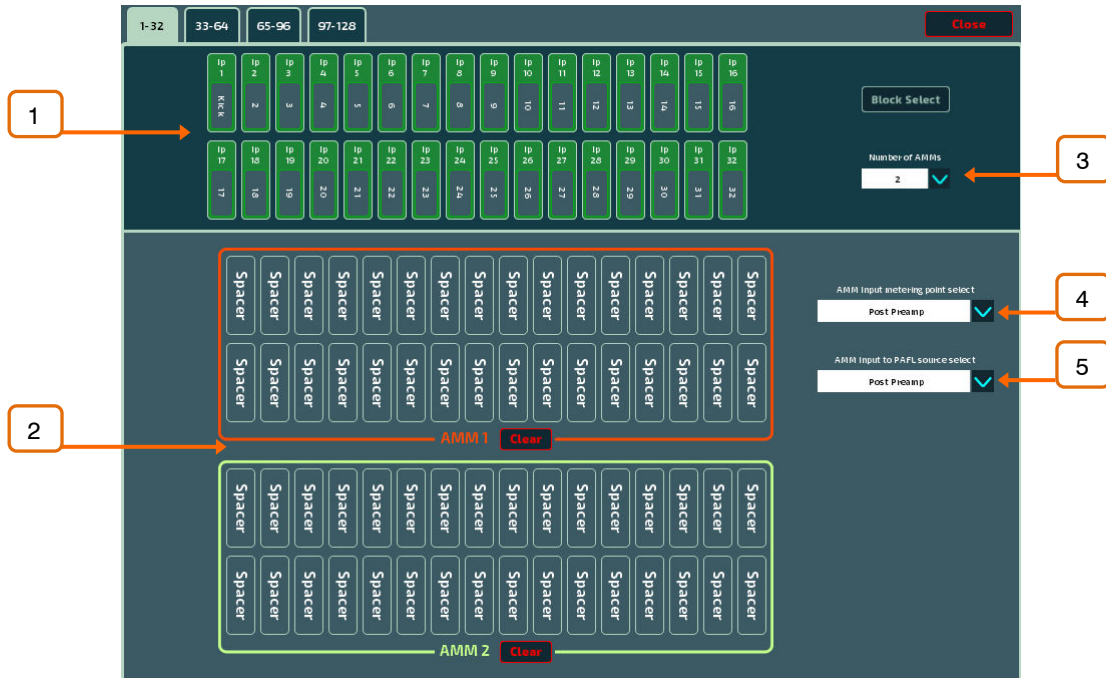 1-32 33-64 65-96 97-128 Close
Ip Ip Ip Ip Ip Ip Ip Ip Ip Ip Ip Ip Ip Ip Ip Ip
1 2 3 4 5 6 7 8 9 10 11 12 13 14 15 16
Kick 2 3 4 5 6 7 8 9 10 11 12 13 14 15 16
Block Select
1
Ip Ip Ip Ip Ip Ip Ip Ip Ip Ip Ip Ip Ip Ip Ip Ip
17 18 19 20 21 22 23 24 25 26 27 28 29 30 31 32
17 18 19 20 21 22 23 24 25 26 27 28 29 30 31 32
Number of AMMs
2
3
Spacer Spacer Spacer Spacer Spacer Spacer Spacer Spacer Spacer Spacer Spacer Spacer Spacer Spacer Spacer Spacer
AMM Input metering point select
Post Preamp
4
Spacer Spacer Spacer Spacer Spacer Spacer Spacer Spacer Spacer Spacer Spacer Spacer Spacer Spacer Spacer Spacer
AMM Input to PAFL source select
Post Preamp
5
2
AMM 1 Clear
Spacer Spacer Spacer Spacer Spacer Spacer Spacer Spacer Spacer Spacer Spacer Spacer Spacer Spacer Spacer Spacer
Spacer Spacer Spacer Spacer Spacer Spacer Spacer Spacer Spacer Spacer Spacer Spacer Spacer Spacer Spacer Spacer
AMM 2 Clear